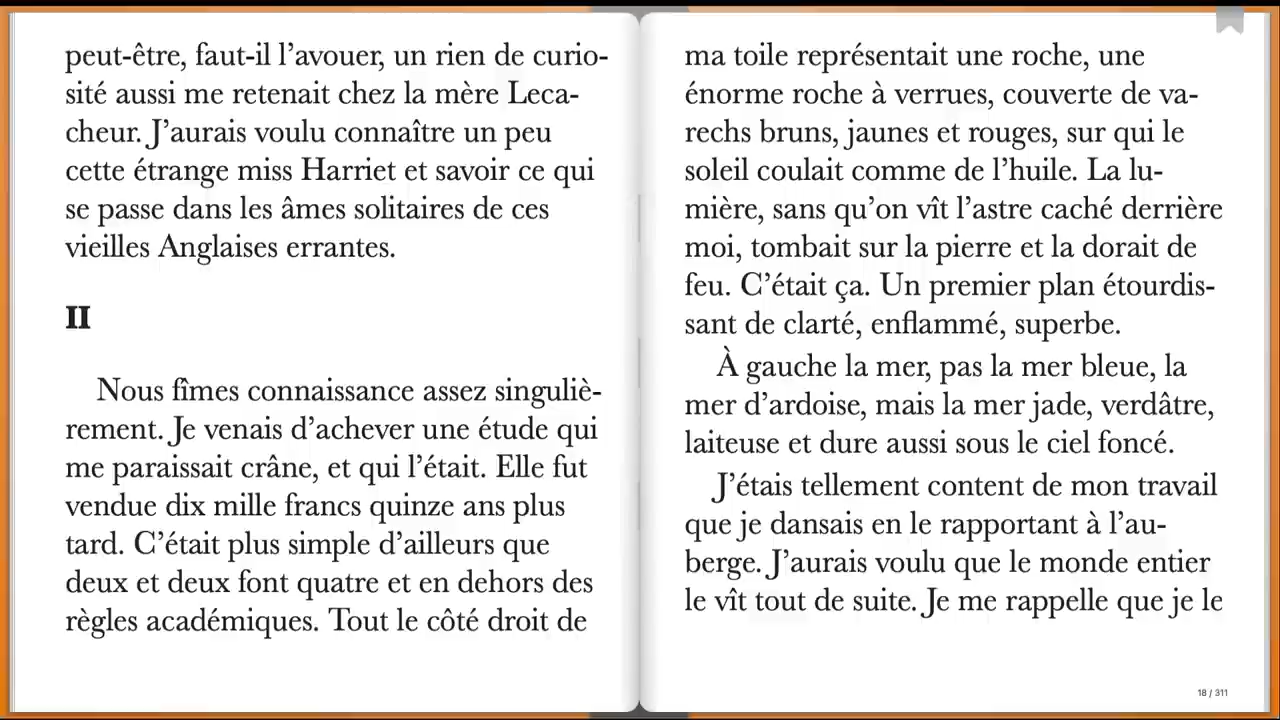 peut-être, faut-il l’avouer, un rien de curio-
sité aussi me retenait chez la mère Leca-
cheur. J’aurais voulu connaître un peu
cette étrange miss Harriet et savoir ce qui
se passe dans les âmes solitaires de ces
vieilles Anglaises errantes.
II
Nous fîmes connaissance assez singuliè-
rement. Je venais d’achever une étude qui
me paraissait crâne, et qui l’était. Elle fut
vendue dix mille francs quinze ans plus
tard. C’était plus simple d’ailleurs que
deux et deux font quatre et en dehors des
règles académiques. Tout le côté droit de
ma toile représentait une roche, une
énorme roche à verrues, couverte de va-
rechs bruns, jaunes et rouges, sur qui le
soleil coulait comme de l’huile. La lu-
mière, sans qu’on vît l’astre caché derrière
moi, tombait sur la pierre et la dorait de
feu. C’était ça. Un premier plan étourdis-
sant de clarté, enflammé, superbe.
À gauche la mer, pas la mer bleue, la
mer d’ardoise, mais la mer jade, verdâtre,
laiteuse et dure aussi sous le ciel foncé.
J’étais tellement content de mon travail
que je dansais en le rapportant à l’au-
berge. J’aurais voulu que le monde entier
le vît tout de suite. Je me rappelle que je le
18 / 311